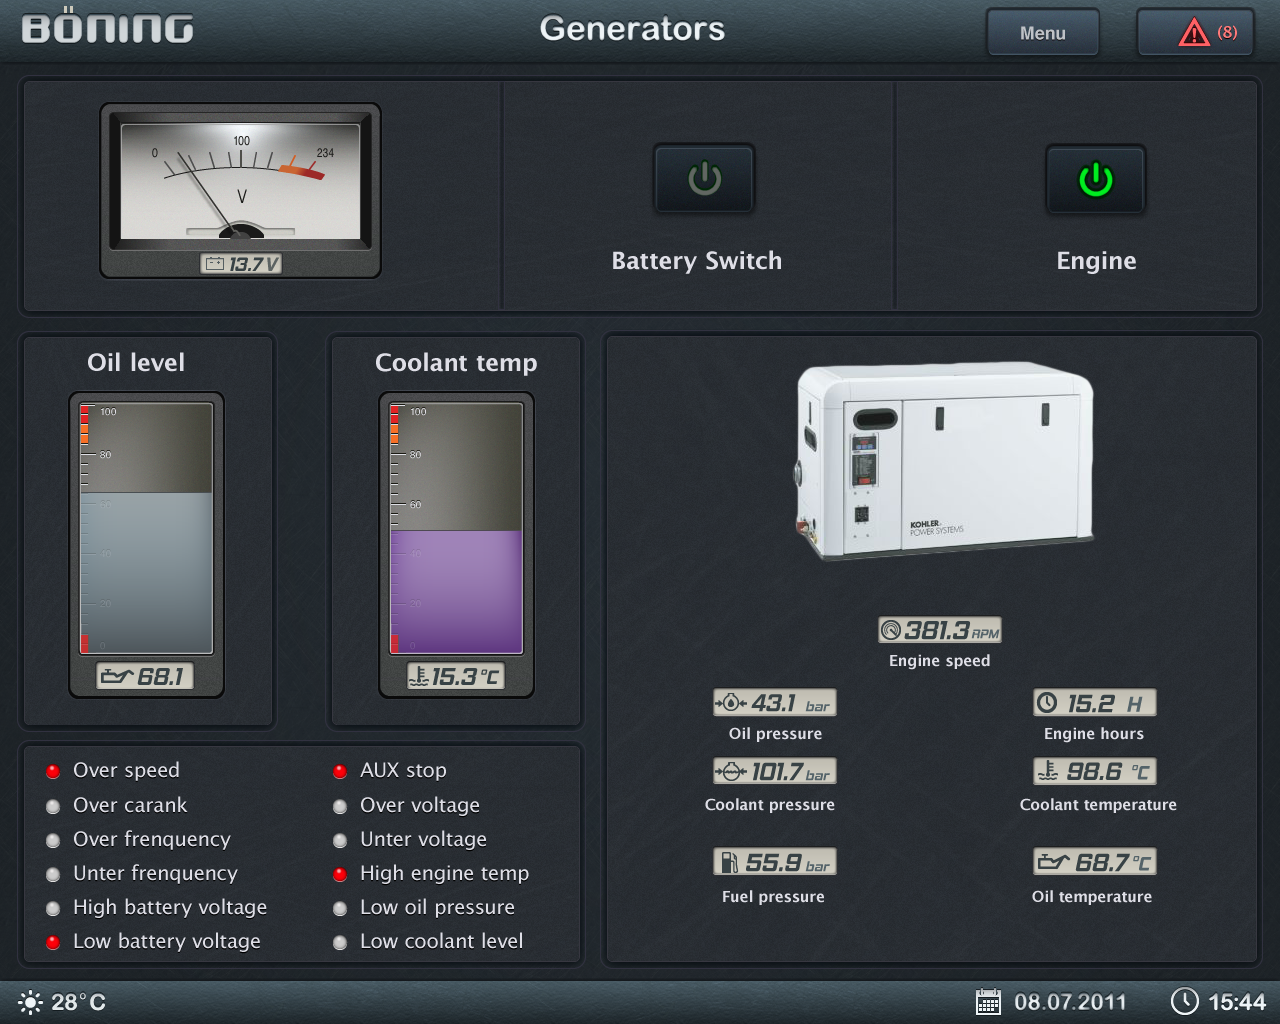 BÖNING
Generators
Menu
(8)
0
100
234
V
13.7 V
Battery Switch
Engine
Oil level
100
80
60
40
20
0
68.1
Coolant temp
100
80
60
40
20
0
15.3 °C
KOHLER.
POWER SYSTEMS
381.3 RPM
Engine speed
43.1 bar
Oil pressure
15.2 H
Engine hours
101.7 bar
Coolant pressure
98.6 °C
Coolant temperature
55.9 bar
Fuel pressure
68.7 °C
Oil temperature
Over speed
Over carank
Over frenquency
Unter frenquency
High battery voltage
Low battery voltage
AUX stop
Over voltage
Unter voltage
High engine temp
Low oil pressure
Low coolant level
28°C
08.07.2011
15:44